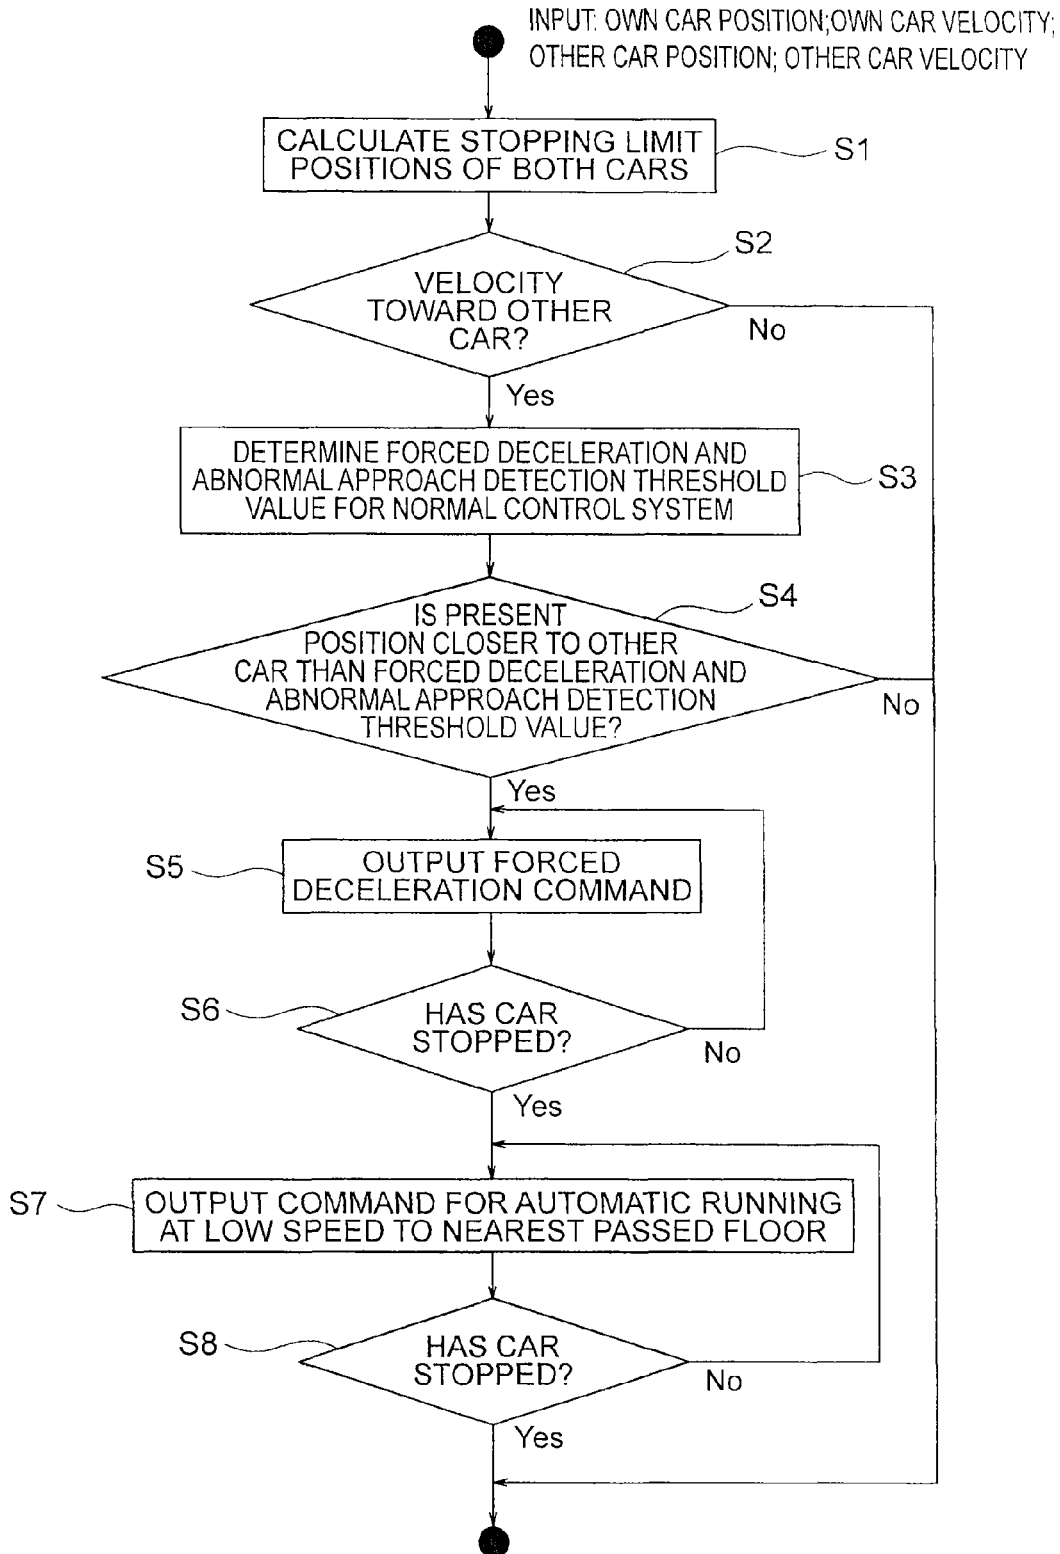 INPUT: OWN CAR POSITION;OWN CAR VELOCITY;
OTHER CAR POSITION; OTHER CAR VELOCITY
CALCULATE STOPPING LIMIT
POSITIONS OF BOTH CARS
S1
S2
VELOCITY
TOWARD OTHER
CAR?
No
Yes
DETERMINE FORCED DECELERATION AND
ABNORMAL APPROACH DETECTION THRESHOLD
VALUE FOR NORMAL CONTROL SYSTEM
S3
S4
IS PRESENT
POSITION CLOSER TO OTHER
CAR THAN FORCED DECELERATION AND
ABNORMAL APPROACH DETECTION
THRESHOLD VALUE?
No
Yes
S5
OUTPUT FORCED
DECELERATION COMMAND
S6
HAS CAR
STOPPED?
No
Yes
S7
OUTPUT COMMAND FOR AUTOMATIC RUNNING
AT LOW SPEED TO NEAREST PASSED FLOOR
S8
HAS CAR
STOPPED?
No
Yes